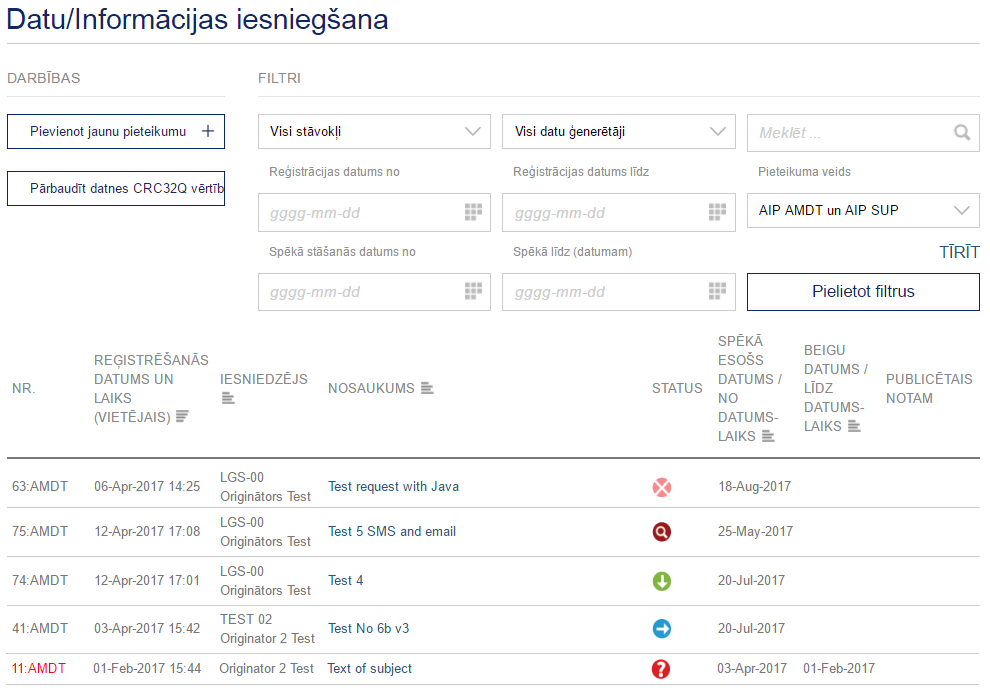 Datu/Informācijas iesniegšana
DARBĪBAS
FILTRI
Pievienot jaunu pieteikumu
Visi stāvokļi
Visi datu ģenerētāji
Meklēt ...
Pārbaudīt datnes CRC32Q vērtīb
Reģistrācijas datums no
Reģistrācijas datums līdz
Pieteikuma veids
gggg-mm-dd
gggg-mm-dd
AIP AMDT un AIP SUP
Spēkā stāšanās datums no
Spēkā līdz (datumam)
TĪRĪT
gggg-mm-dd
gggg-mm-dd
Pielietot filtrus
NR.
REĢISTRĒŠANĀS
DATUMS UN
LAIKS
(VIETĒJAIS)
IESNIEDZĒJS
NOSAUKUMS
STATUS
SPĒKĀ
ESOŠS
DATUMS /
NO
DATUMS-
LAIKS
BEIGU
DATUMS /
LĪDZ
DATUMS-
LAIKS
PUBLICĒTAIS
NOTAM
63:AMDT 06-Apr-2017 14:25 LGS-00
Originātors Test Test request with Java 18-Aug-2017
75:AMDT 12-Apr-2017 17:08 LGS-00
Originātors Test Test 5 SMS and email 25-May-2017
74:AMDT 12-Apr-2017 17:01 LGS-00
Originātors Test Test 4 20-Jul-2017
41:AMDT 03-Apr-2017 15:42 TEST 02
Originator 2 Test Test No 6b v3 20-Jul-2017
11:AMDT 01-Feb-2017 15:44 Originator 2 Test Text of subject 03-Apr-2017 01-Feb-2017